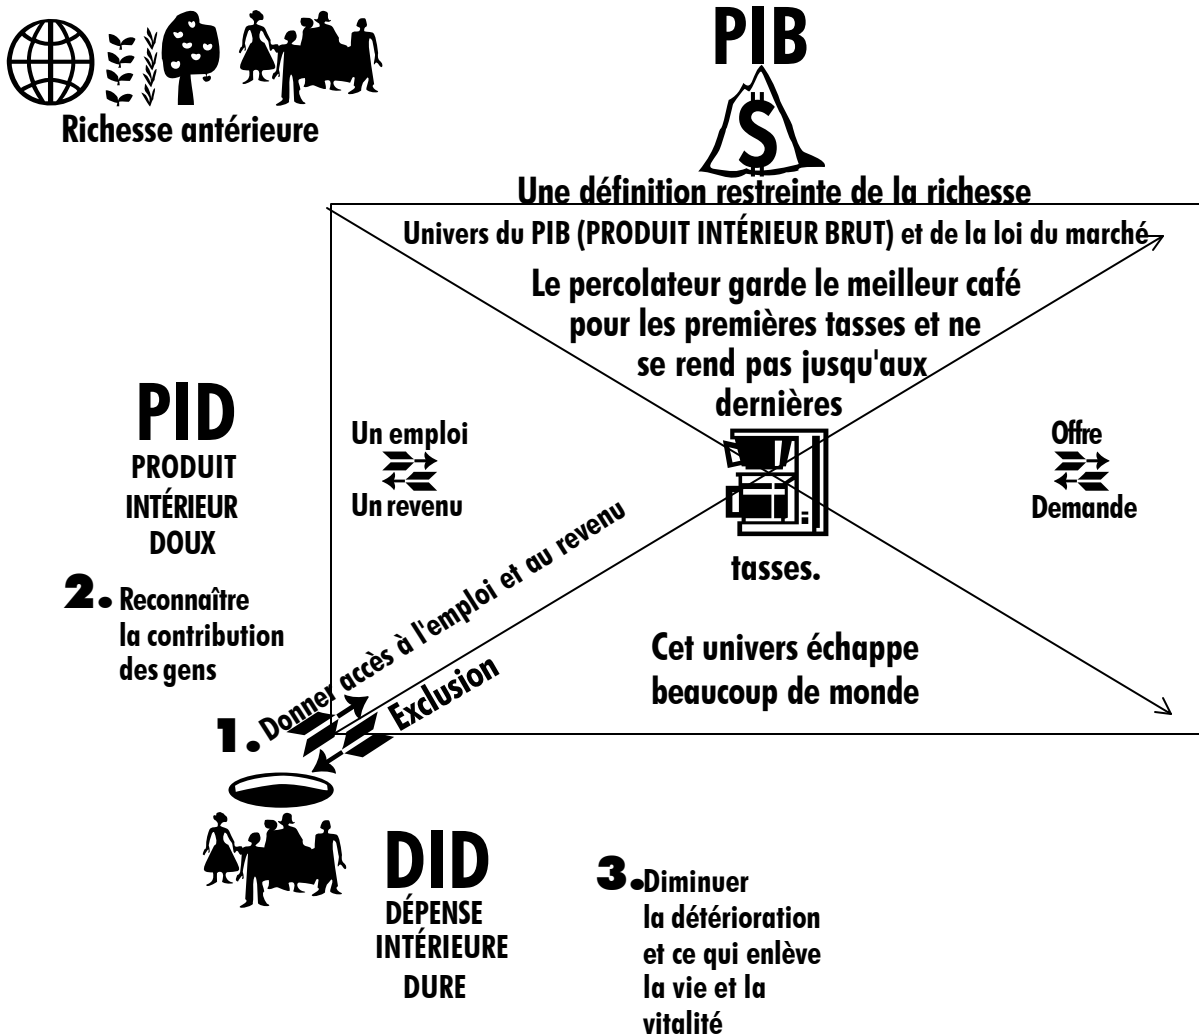 PIB
$
Richesse antérieure
Une définition restreinte de la richesse
Univers du PIB (PRODUIT INTÉRIEUR BRUT) et de la loi du marché
Le percolateur garde le meilleur café
pour les premières tasses et ne
se rend pas jusqu'aux
dernières
tasses.
PID
PRODUIT
INTÉRIEUR
DOUX
Un emploi
Un revenu
Offre
Demande
2. Reconnaître
la contribution
des gens
Cet univers échappe
beaucoup de monde
1. Donner accès à l'emploi et au revenu
Exclusion
DID
DÉPENSE
INTÉRIEURE
DURE
3. Diminuer
la détérioration
et ce qui enlève
la vie et la
vitalité